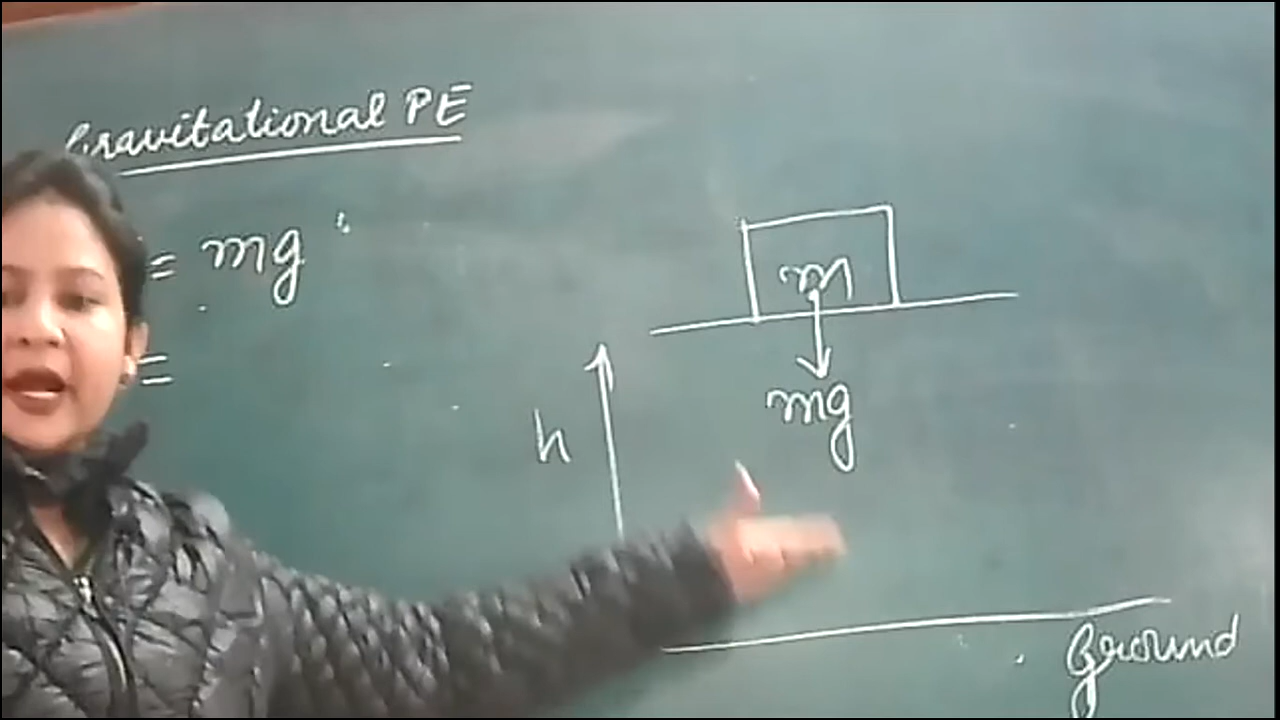 Gravitational PE
= mg
=
m
mg
h
Ground